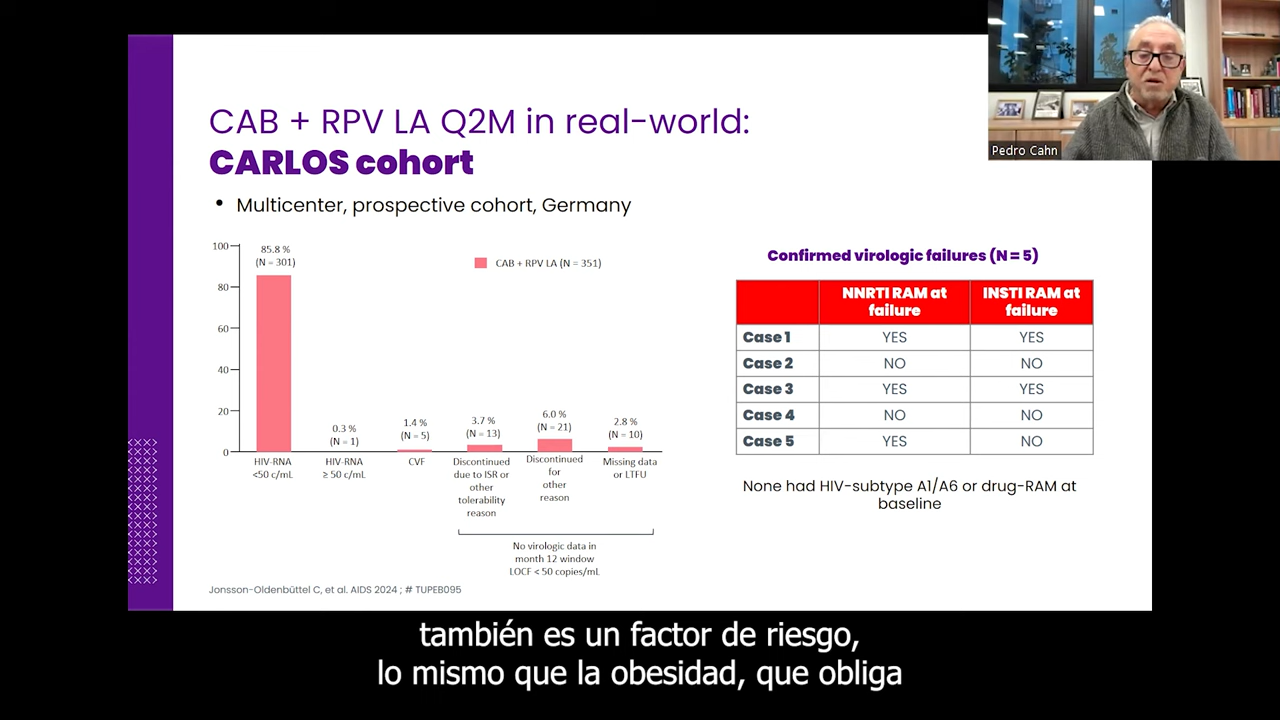 Pedro Cahn
CAB + RPV LA Q2M in real-world:
CARLOS cohort
• Multicenter, prospective cohort, Germany
100
80
60
40
20
0
CAB + RPV LA (N = 351)
85.8 %
(N = 301)
0.3 %
(N = 1)
1.4 %
(N = 5)
3.7 %
(N = 13)
6.0 %
(N = 21)
2.8 %
(N = 10)
HIV-RNA
<50 c/mL
HIV-RNA
≥ 50 c/mL
CVF
Discontinued
due to ISR or
other
tolerability
reason
Discontinued
for
other
reason
Missing data
or LTFU
No virologic data in
month 12 window
LOCF < 50 copies/mL
Confirmed virologic failures (N = 5)
NNRTI RAM at
failure
INSTI RAM at
failure
Case 1 YES YES
Case 2 NO NO
Case 3 YES YES
Case 4 NO NO
Case 5 YES NO
None had HIV-subtype A1/A6 or drug-RAM at
baseline
Jonsson-Oldenbüttel C, et al. AIDS 2024 ; # TUPEB095
también es un factor de riesgo,
lo mismo que la obesidad, que obliga